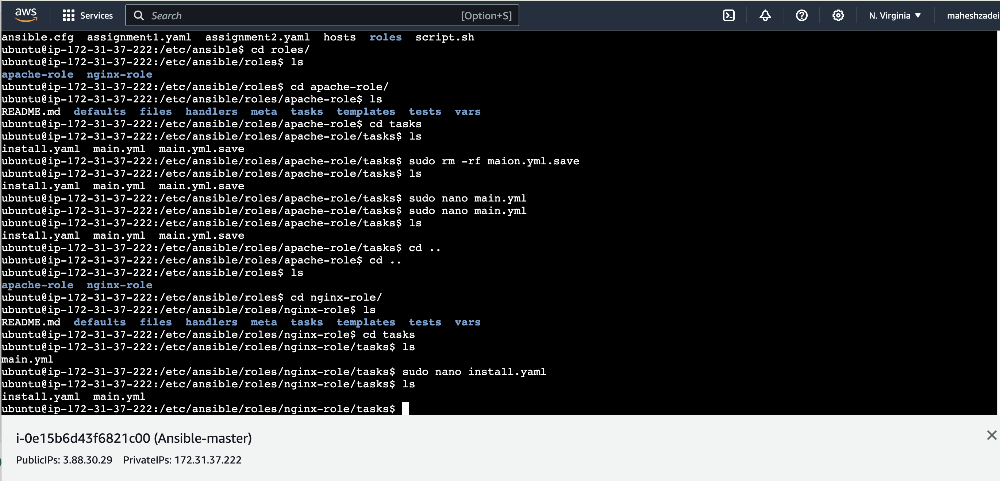 aws Services Search [Option+S] N. Virginia maheshzadei
ansible.cfg  assignment1.yaml  assignment2.yaml  hosts  roles  script.sh
ubuntu@ip-172-31-37-222:/etc/ansible$ cd roles/
ubuntu@ip-172-31-37-222:/etc/ansible/roles$ ls
apache-role  nginx-role
ubuntu@ip-172-31-37-222:/etc/ansible/roles$ cd apache-role/
ubuntu@ip-172-31-37-222:/etc/ansible/roles/apache-role$ ls
README.md  defaults  files  handlers  meta  tasks  templates  tests  vars
ubuntu@ip-172-31-37-222:/etc/ansible/roles/apache-role$ cd tasks
ubuntu@ip-172-31-37-222:/etc/ansible/roles/apache-role/tasks$ ls
install.yaml  main.yml  main.yml.save
ubuntu@ip-172-31-37-222:/etc/ansible/roles/apache-role/tasks$ sudo rm -rf maion.yml.save
ubuntu@ip-172-31-37-222:/etc/ansible/roles/apache-role/tasks$ ls
install.yaml  main.yml  main.yml.save
ubuntu@ip-172-31-37-222:/etc/ansible/roles/apache-role/tasks$ sudo nano main.yml
ubuntu@ip-172-31-37-222:/etc/ansible/roles/apache-role/tasks$ sudo nano main.yml
ubuntu@ip-172-31-37-222:/etc/ansible/roles/apache-role/tasks$ ls
install.yaml  main.yml  main.yml.save
ubuntu@ip-172-31-37-222:/etc/ansible/roles/apache-role/tasks$ cd ..
ubuntu@ip-172-31-37-222:/etc/ansible/roles/apache-role$ cd ..
ubuntu@ip-172-31-37-222:/etc/ansible/roles$ ls
apache-role  nginx-role
ubuntu@ip-172-31-37-222:/etc/ansible/roles$ cd nginx-role/
ubuntu@ip-172-31-37-222:/etc/ansible/roles/nginx-role$ ls
README.md  defaults  files  handlers  meta  tasks  templates  tests  vars
ubuntu@ip-172-31-37-222:/etc/ansible/roles/nginx-role$ cd tasks
ubuntu@ip-172-31-37-222:/etc/ansible/roles/nginx-role/tasks$ ls
main.yml
ubuntu@ip-172-31-37-222:/etc/ansible/roles/nginx-role/tasks$ sudo nano install.yaml
ubuntu@ip-172-31-37-222:/etc/ansible/roles/nginx-role/tasks$ ls
install.yaml  main.yml
ubuntu@ip-172-31-37-222:/etc/ansible/roles/nginx-role/tasks$
i-0e15b6d43f6821c00 (Ansible-master)
PublicIPs: 3.88.30.29 PrivateIPs: 172.31.37.222